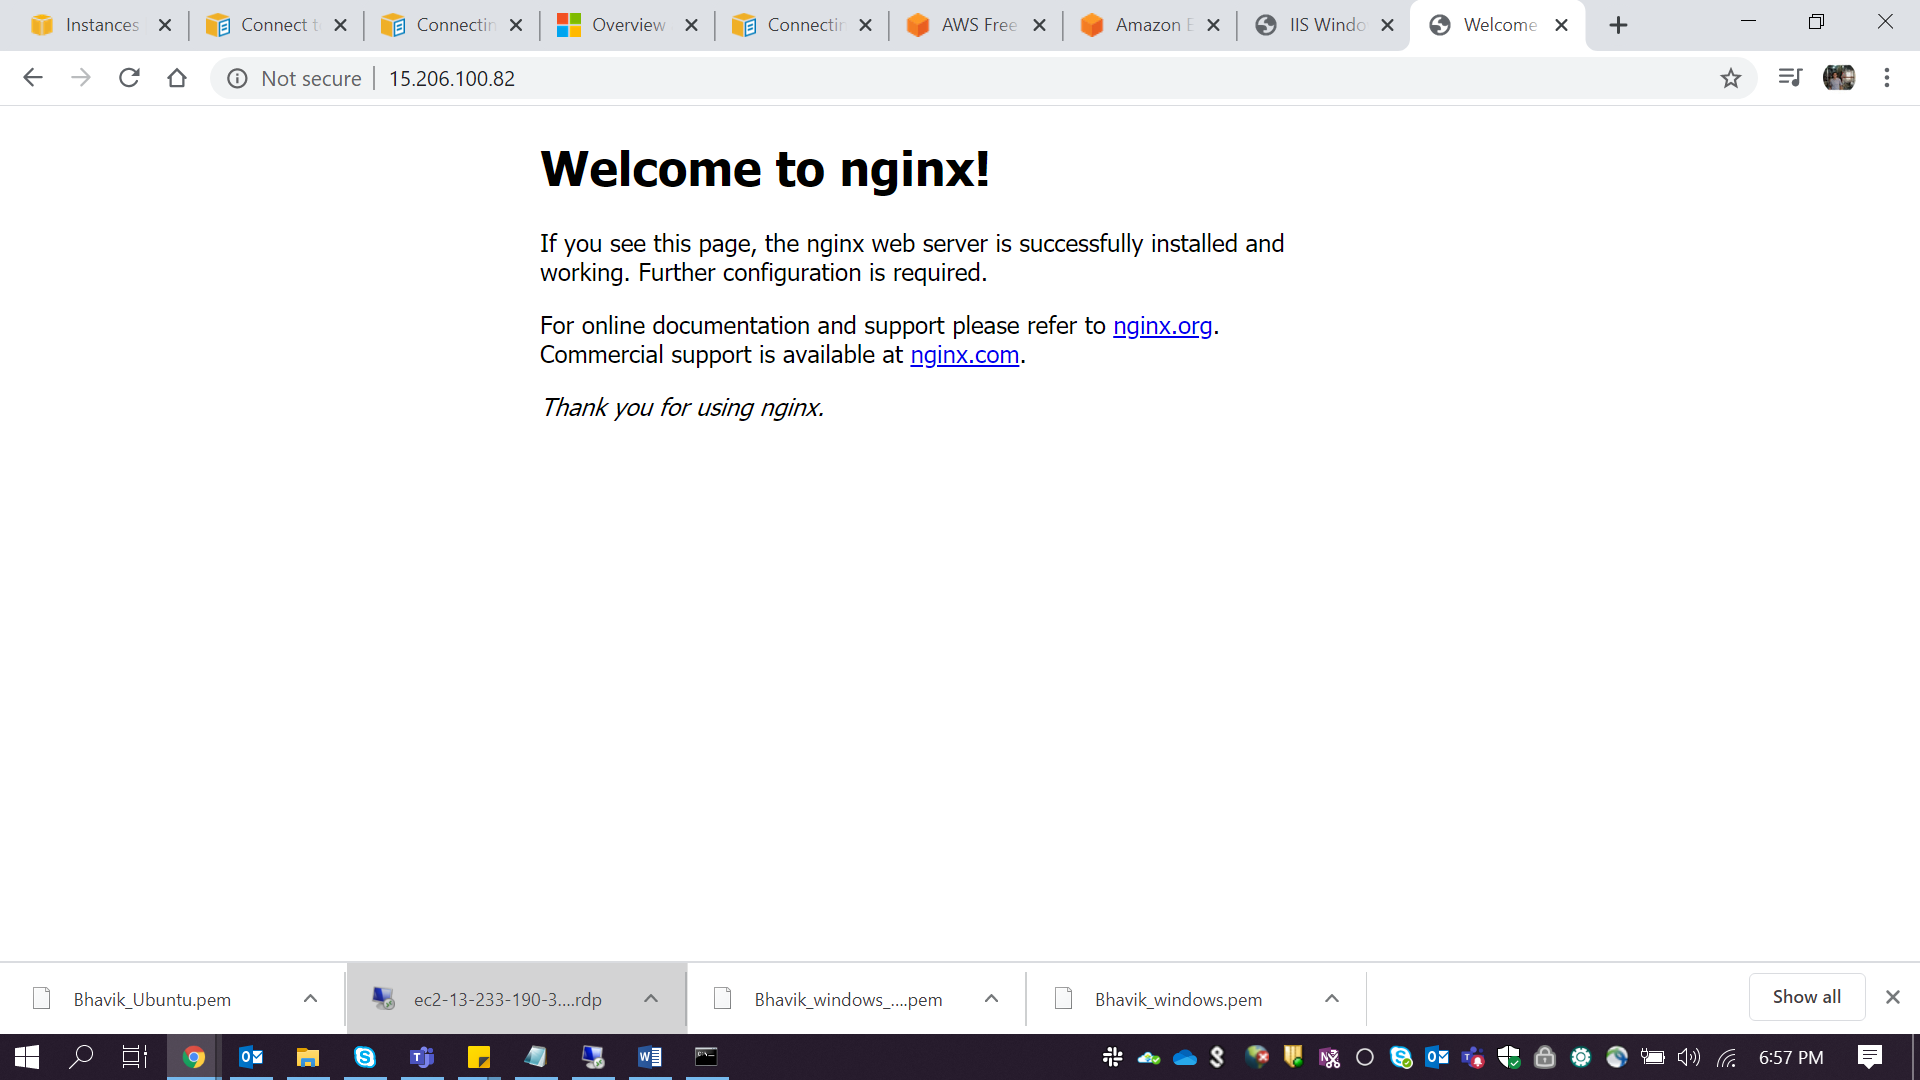 Instances
Connect t
Connectin
Overview
Connectin
AWS Free
Amazon E
IIS Windo
Welcome
Not secure
15.206.100.82
Welcome to nginx!
If you see this page, the nginx web server is successfully installed and
working. Further configuration is required.
For online documentation and support please refer to nginx.org.
Commercial support is available at nginx.com.
Thank you for using nginx.
Bhavik_Ubuntu.pem
ec2-13-233-190-3....rdp
Bhavik_windows_....pem
Bhavik_windows.pem
Show all
6:57 PM